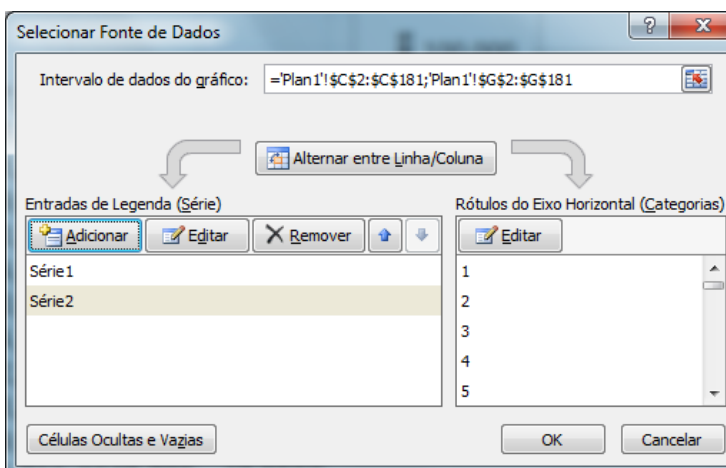 Selecionar Fonte de Dados
Intervalo de dados do gráfico: ='Plan1'!$C$2:$C$181;'Plan1'!$G$2:$G$181
Alternar entre Linha/Coluna
Entradas de Legenda (Série)
Adicionar Editar Remover
Série1
Série2
Rótulos do Eixo Horizontal (Categorias)
Editar
1
2
3
4
5
Células Ocultas e Vazias
OK Cancelar